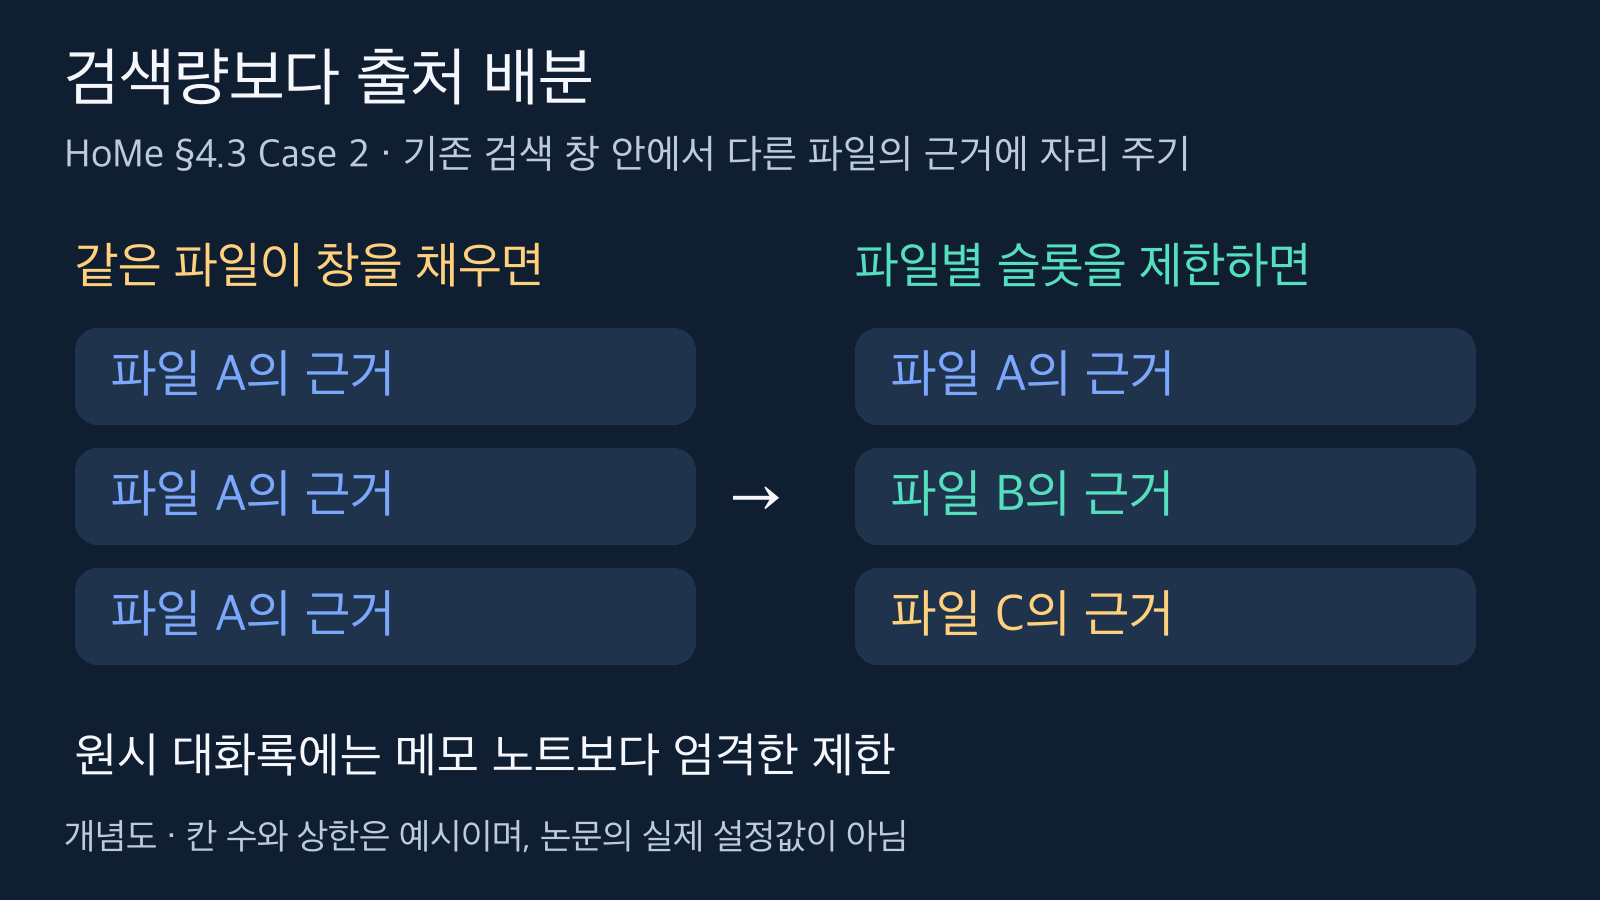 검색량보다 출처 배분
HoMe §4.3 Case 2 · 기존 검색 창 안에서 다른 파일의 근거에 자리 주기
같은 파일이 창을 채우면
파일 A의 근거
파일 A의 근거
파일 A의 근거
→
파일별 슬롯을 제한하면
파일 A의 근거
파일 B의 근거
파일 C의 근거
원시 대화록에는 메모 노트보다 엄격한 제한
개념도 · 칸 수와 상한은 예시이며, 논문의 실제 설정값이 아님